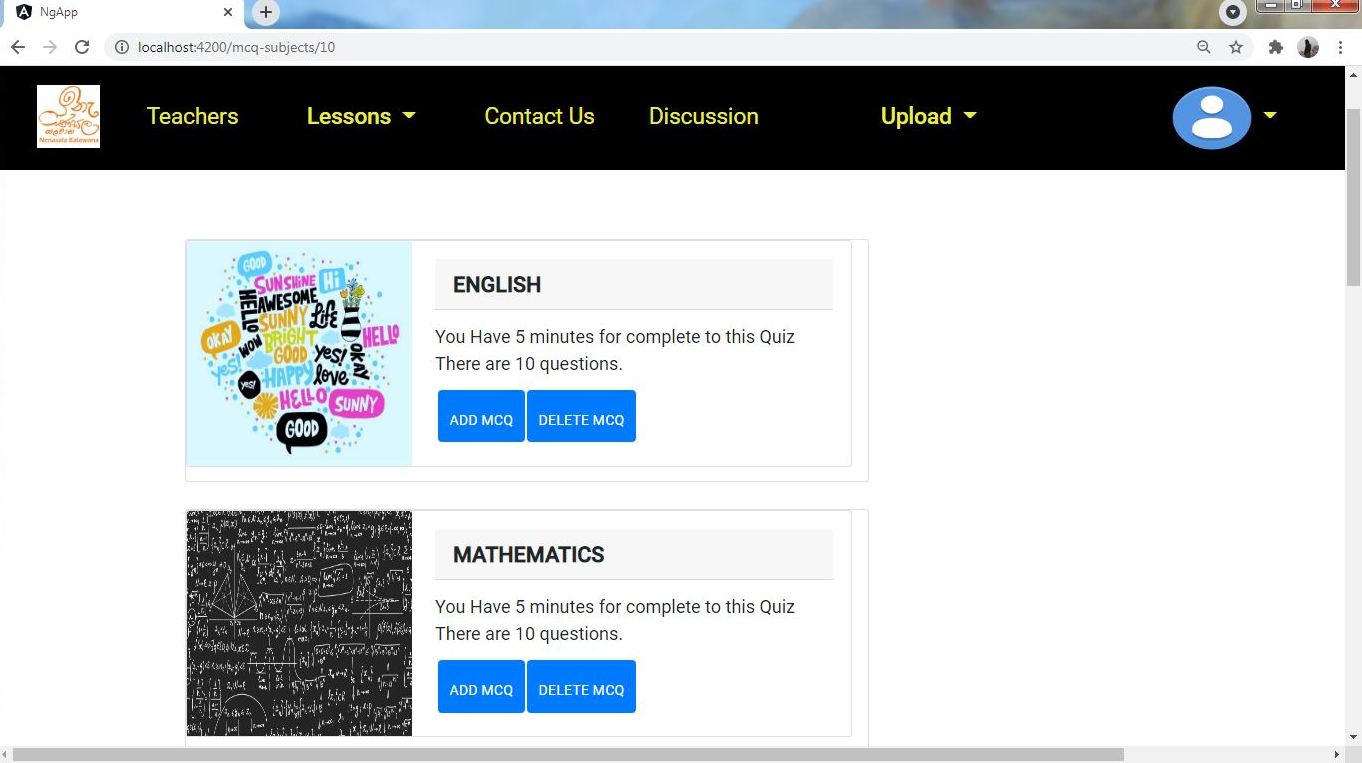 NgApp
localhost:4200/mcq-subjects/10
Nenasala Katuwana
Teachers
Lessons
Contact Us
Discussion
Upload
GOOD
SUNSHINE
Hi
HELLO
AWESOME
SUNNY
Life
OKAY
WOW
BRIGHT
HELLO
GOOD
yes!
OKAY
yes!
yes!
HAPPY
love
HELLO
SUNNY
GOOD
ENGLISH
You Have 5 minutes for complete to this Quiz
There are 10 questions.
ADD MCQ
DELETE MCQ
MATHEMATICS
You Have 5 minutes for complete to this Quiz
There are 10 questions.
ADD MCQ
DELETE MCQ